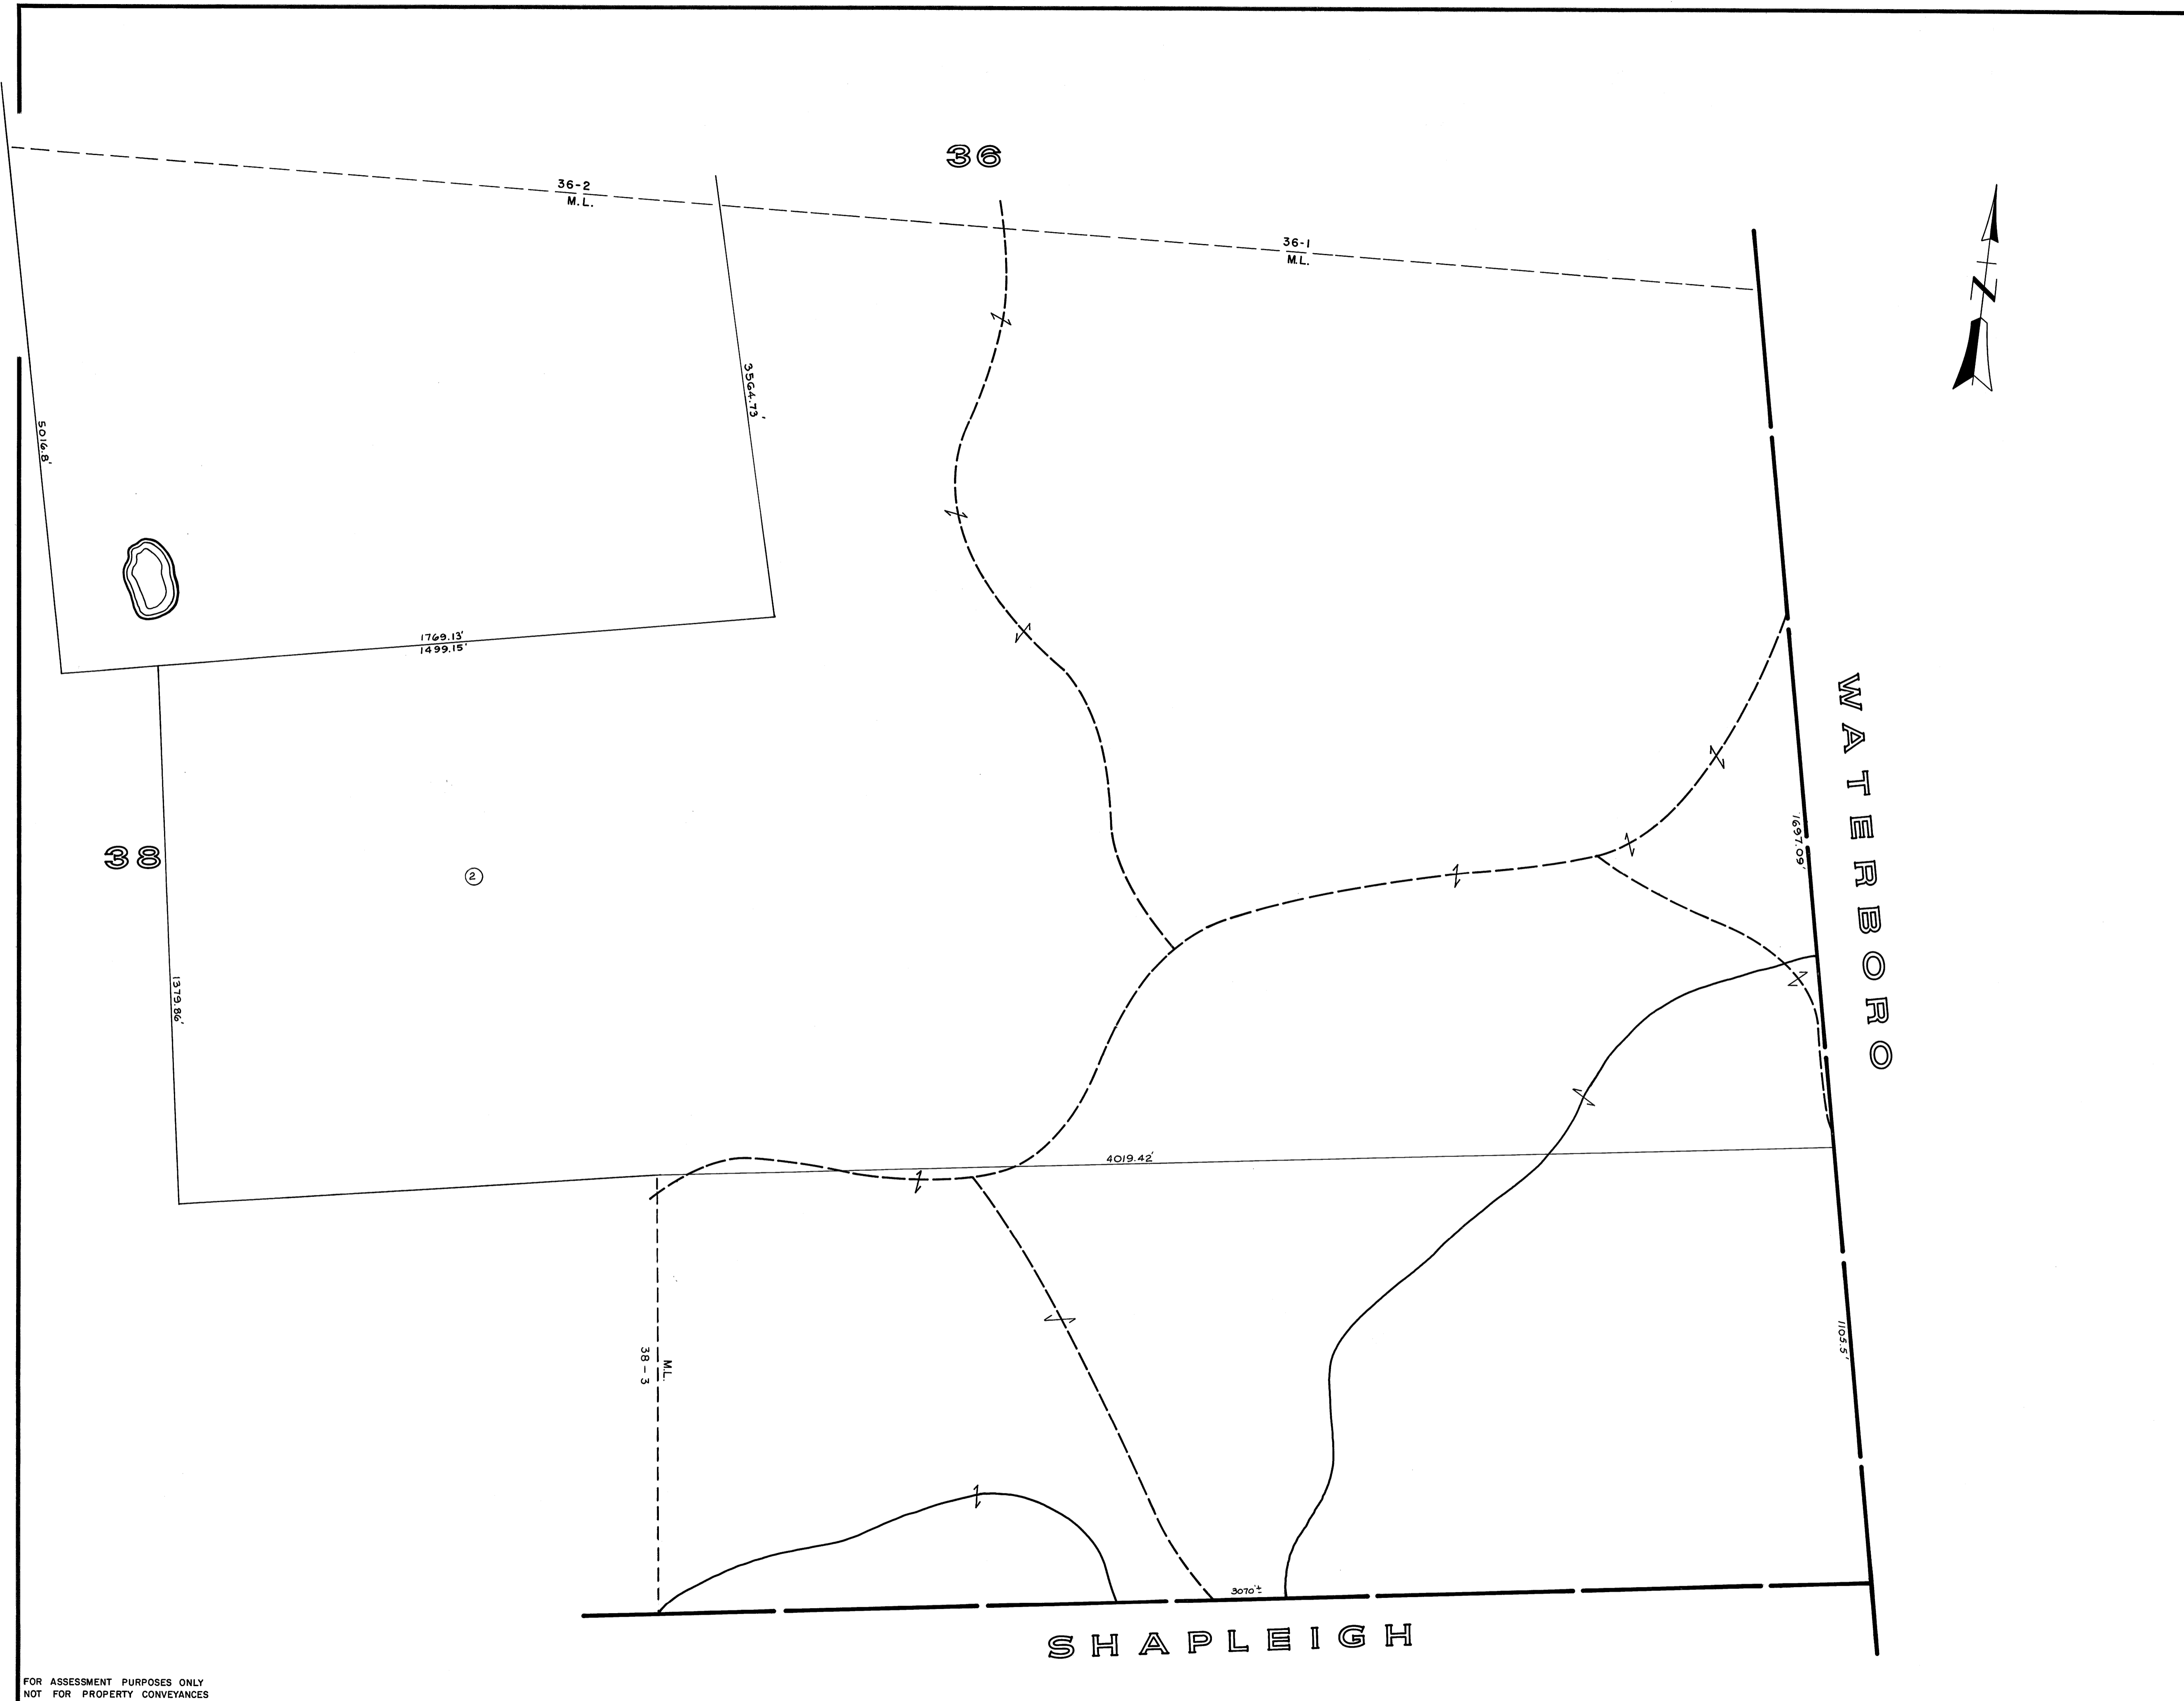 36
36-2
M.L.
36-1
M.L.
N
3564.73'
5016.8'
1769.13'
1499.15'
WATERBORO
1697.09'
38
2
1379.86'
4019.42'
1105.5'
M.L.
38-3
3070'±
SHAPLEIGH
FOR ASSESSMENT PURPOSES ONLY
NOT FOR PROPERTY CONVEYANCES